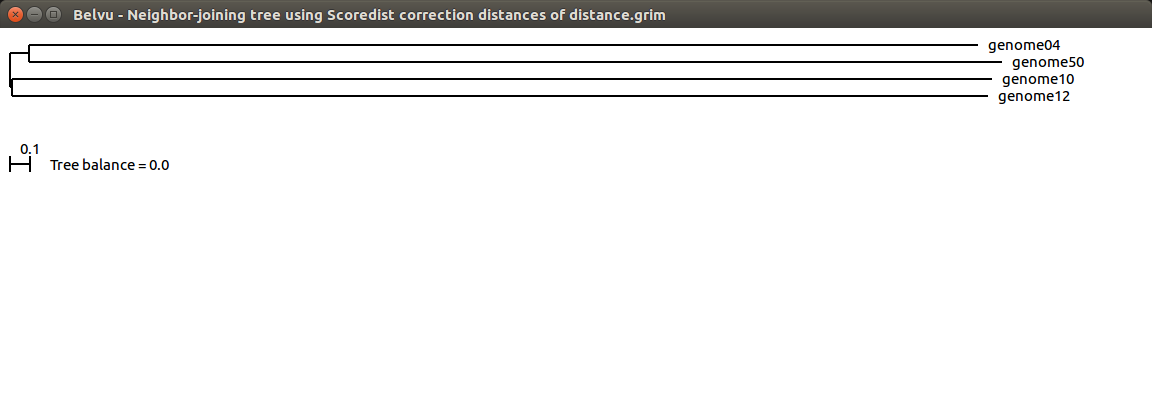 Belvu - Neighbor-joining tree using Scoredist correction distances of distance.grim
genome04
genome50
genome10
genome12
0.1
Tree balance = 0.0